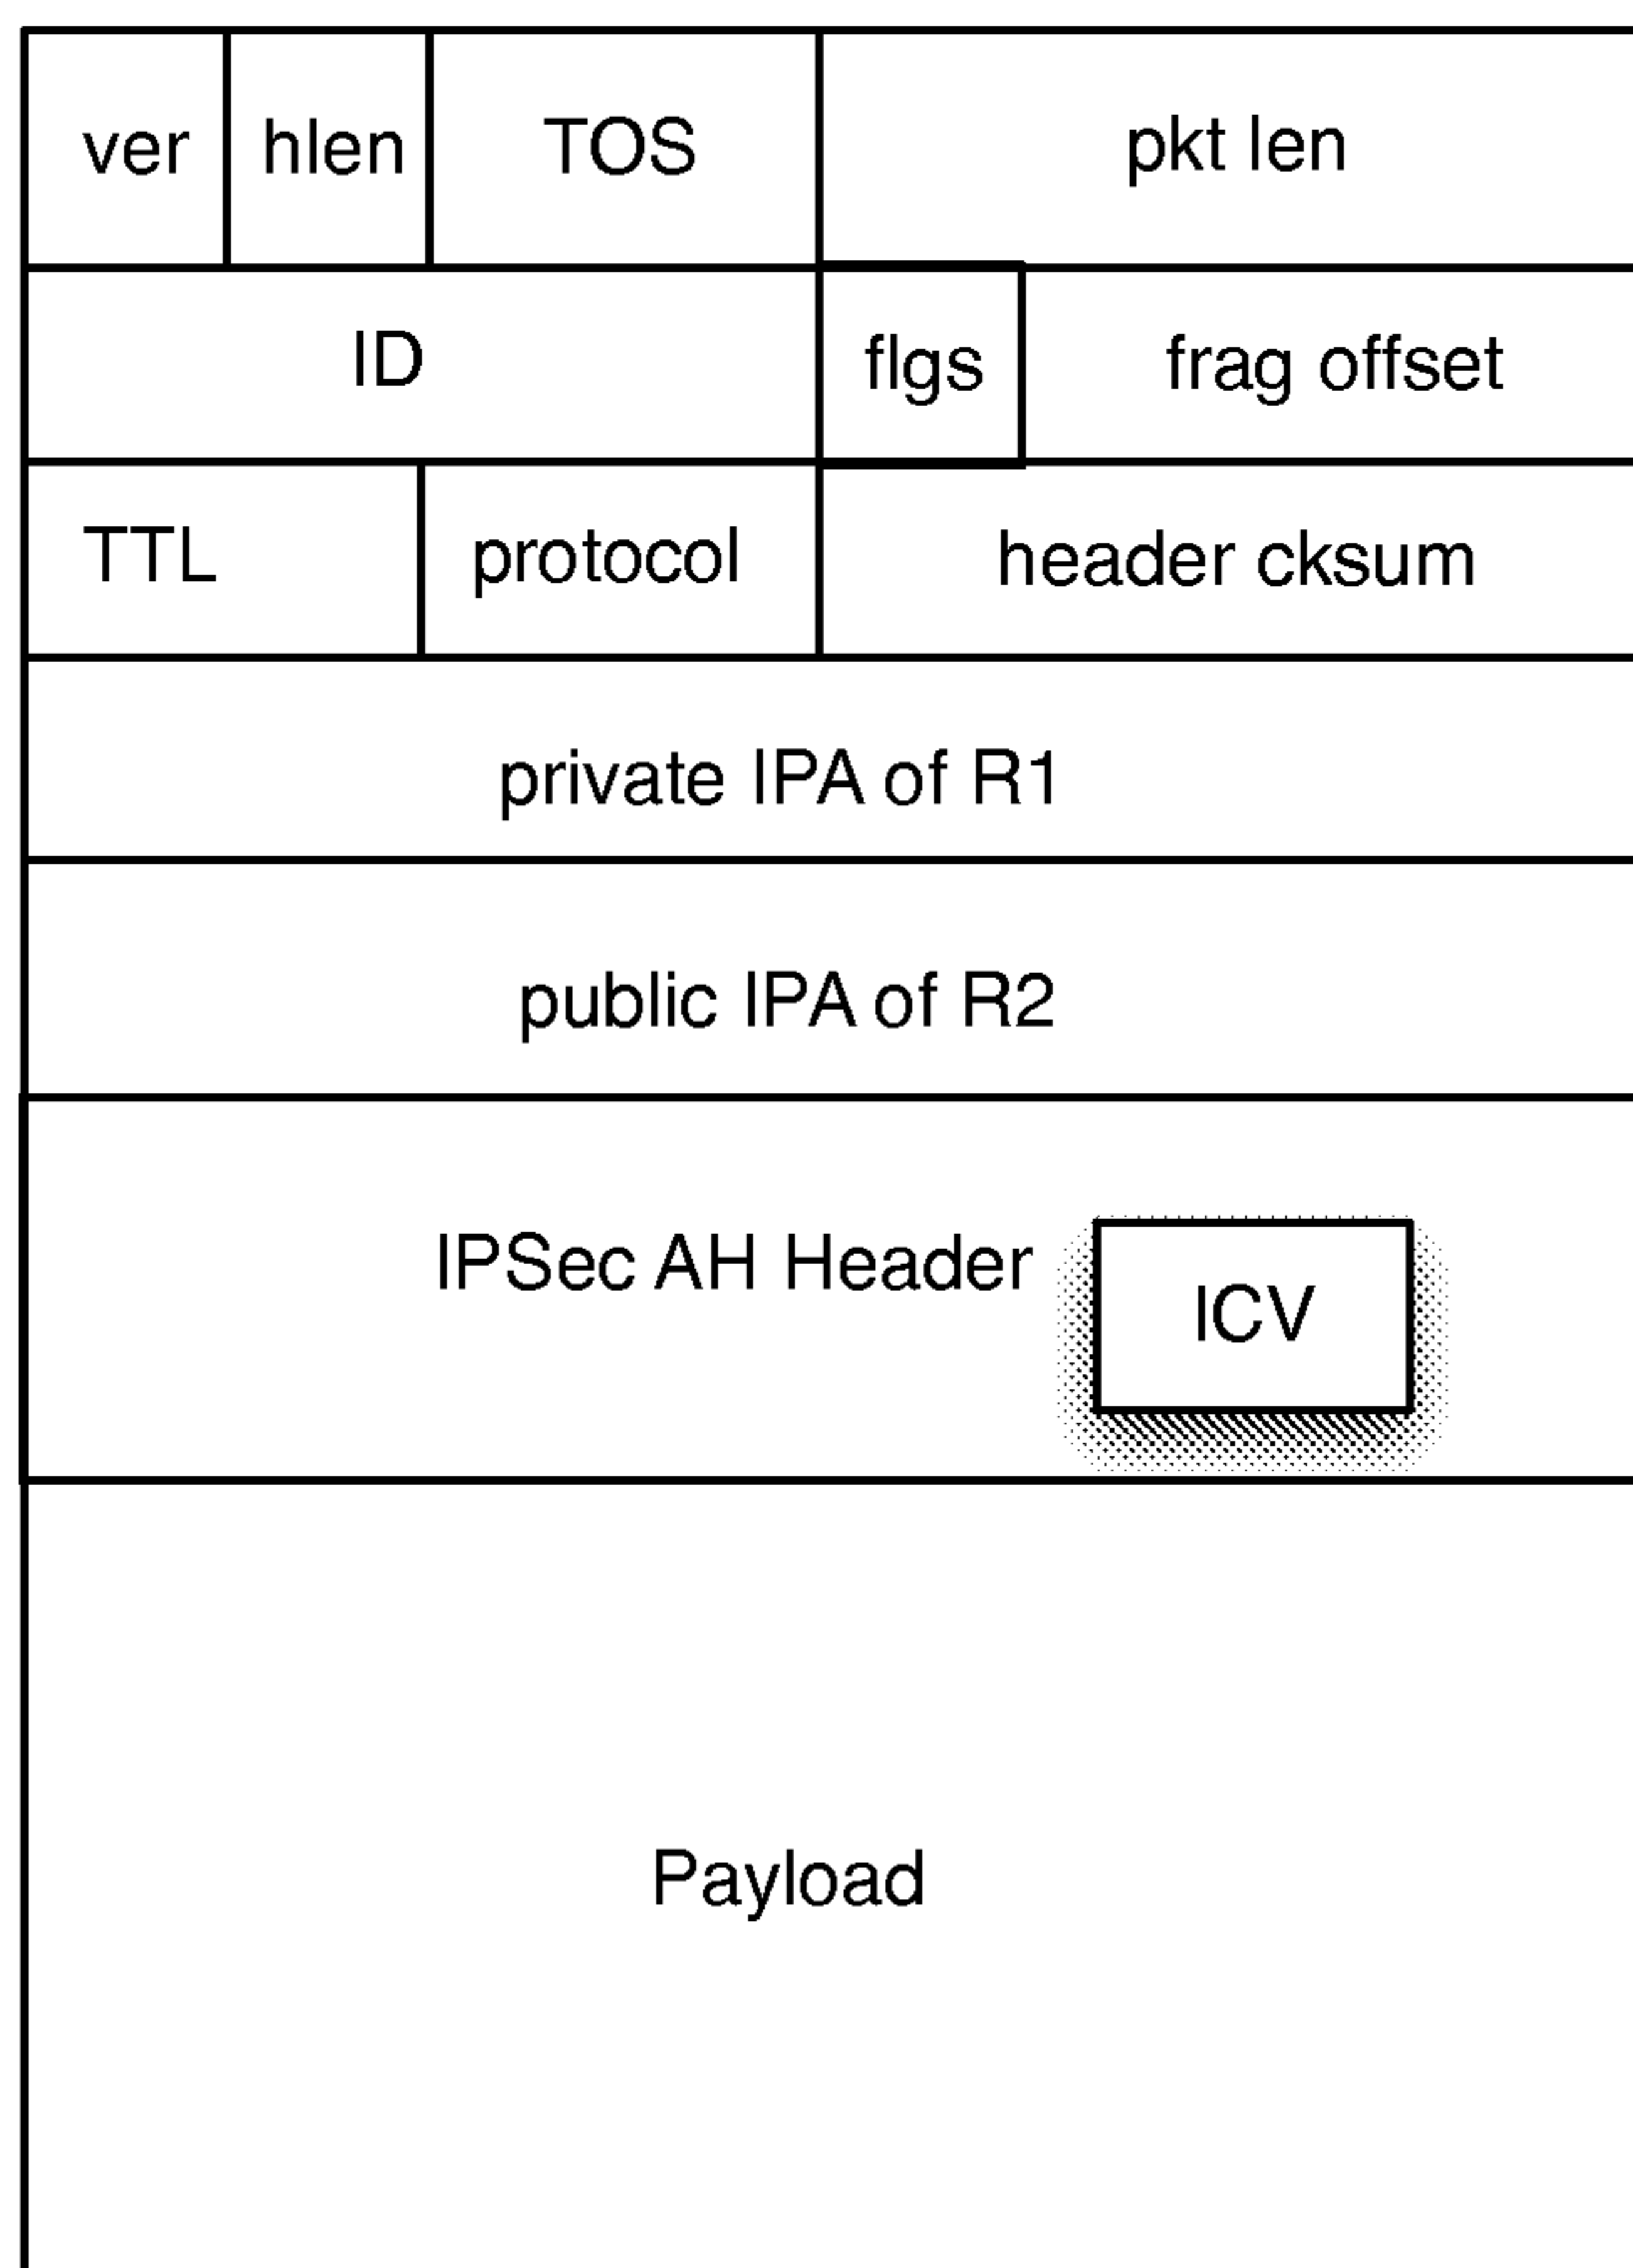 ver hlen TOS pkt len
ID flgs frag offset
TTL protocol header cksum
private IPA of R1
public IPA of R2
IPSec AH Header ICV
Payload